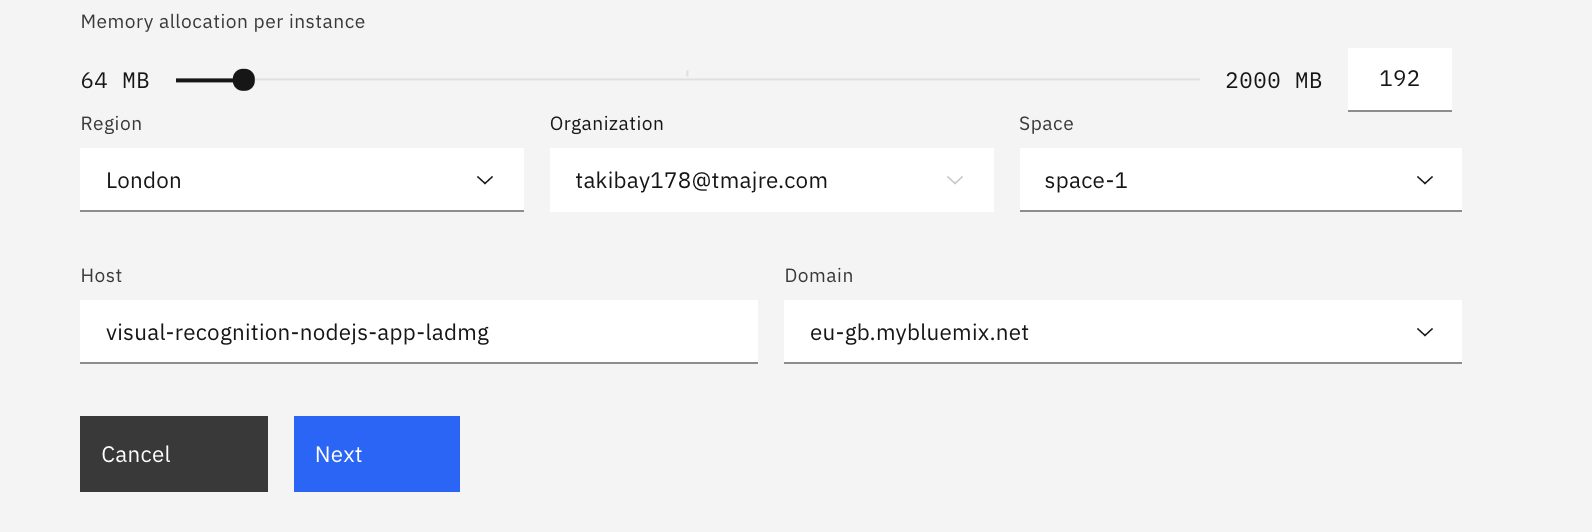 Memory allocation per instance
64 MB 2000 MB 192
Region Organization Space
London takibay178@tmajre.com space-1
Host Domain
visual-recognition-nodejs-app-ladmg eu-gb.mybluemix.net
Cancel Next